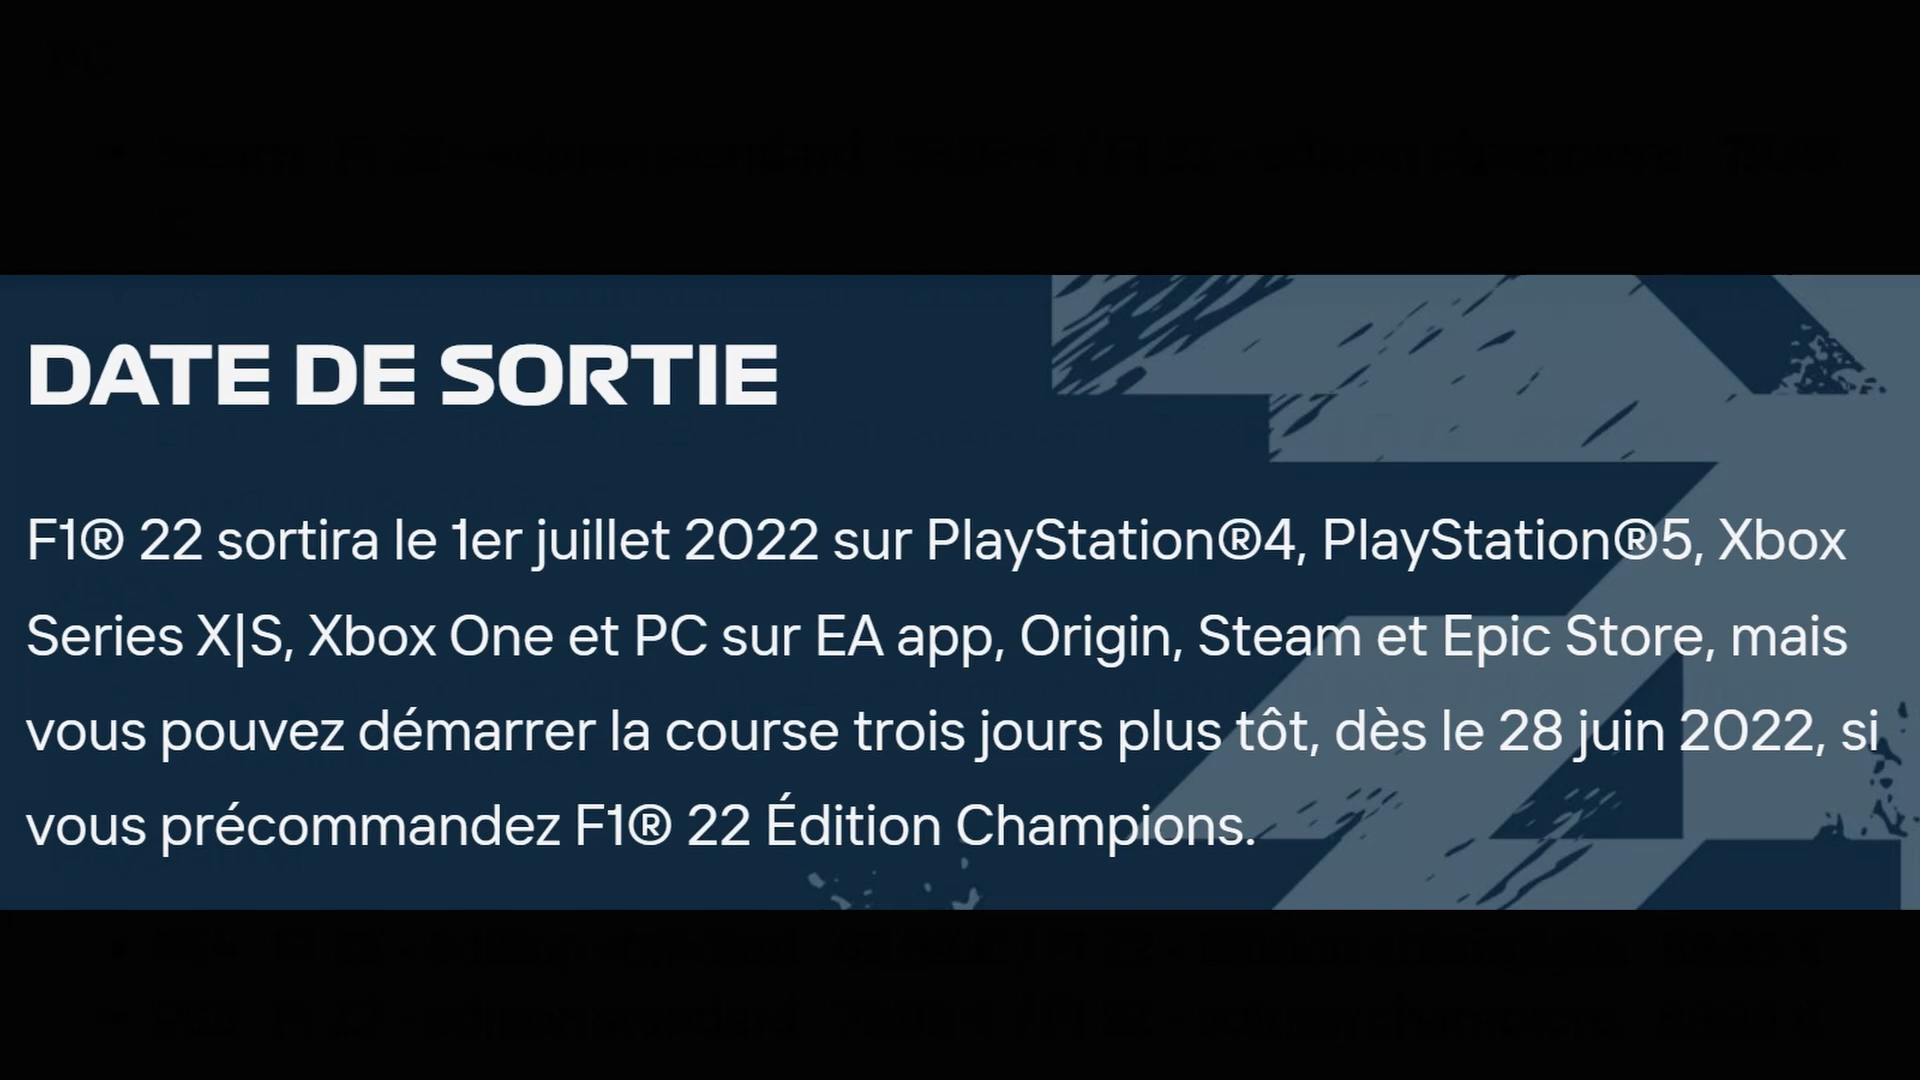 DATE DE SORTIE
F1® 22 sortira le 1er juillet 2022 sur PlayStation®4, PlayStation®5, Xbox
Series X|S, Xbox One et PC sur EA app, Origin, Steam et Epic Store, mais
vous pouvez démarrer la course trois jours plus tôt, dès le 28 juin 2022, si
vous précommandez F1® 22 Édition Champions.